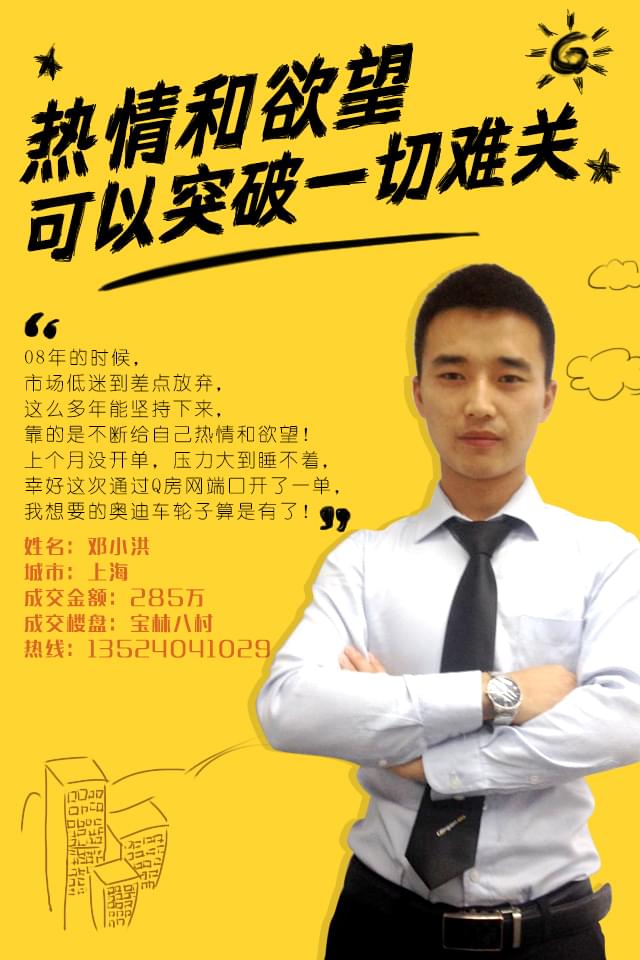 热情和欲望
可以突破一切难关
“
08年的时候，
市场低迷到差点放弃，
这么多年能坚持下来，
靠的是不断给自己热情和欲望！
上个月没开单，压力大到睡不着，
幸好这次通过Q房网端口开了一单，
我想要的奥迪车轮子算是有了！”
姓名：邓小洪
城市：上海
成交金额：285万
成交楼盘：宝林八村
热线：13524041029